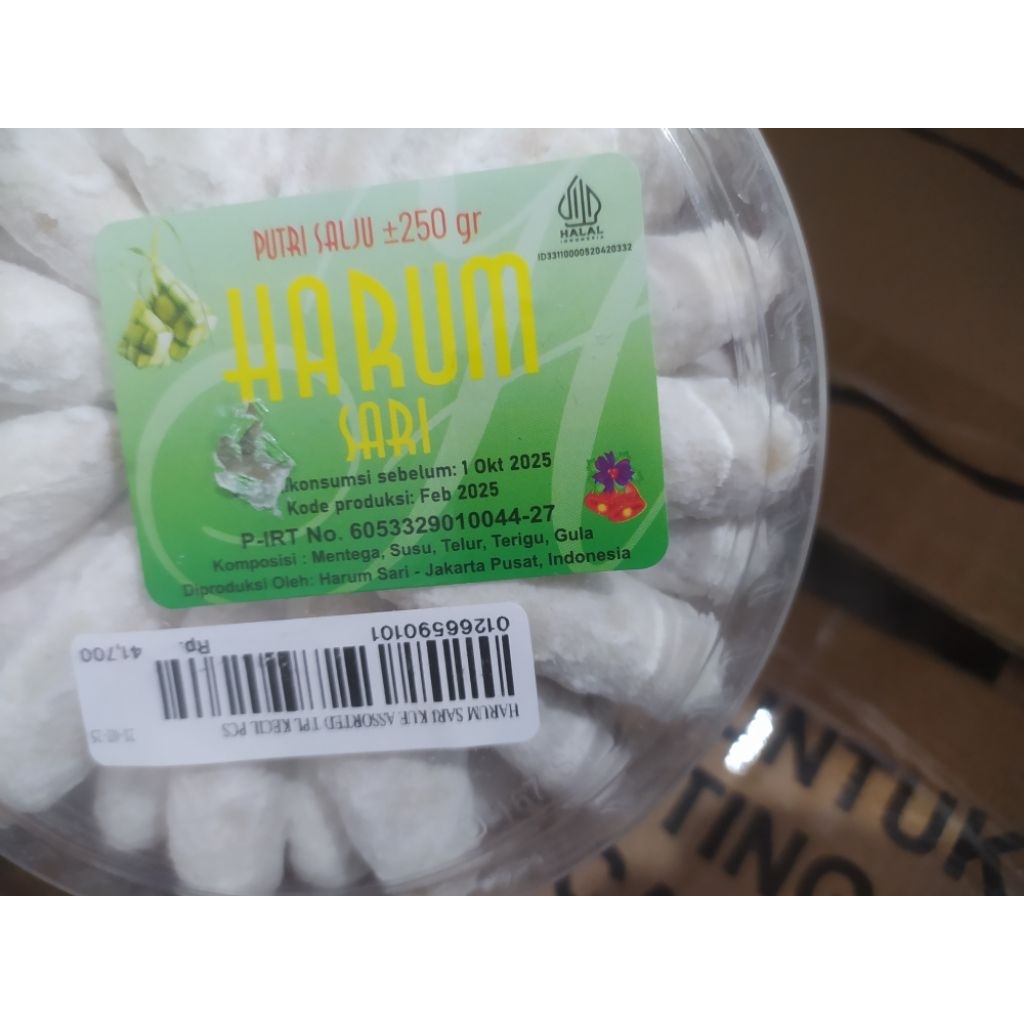 PUTRI SALJU ±250 gr
HALAL
INDONESIA
ID33110000520420332
HARUM
SARI
konsumsi sebelum: 1 Okt 2025
Kode produksi: Feb 2025
P-IRT No. 6053329010044-27
Komposisi : Mentega, Susu, Telur, Terigu, Gula
Diproduksi Oleh: Harum Sari - Jakarta Pusat, Indonesia
HARUM SARI KUE ASSORTED TPL KECIL PCS
01266590101
Rp. 41,700
NTUK
TING